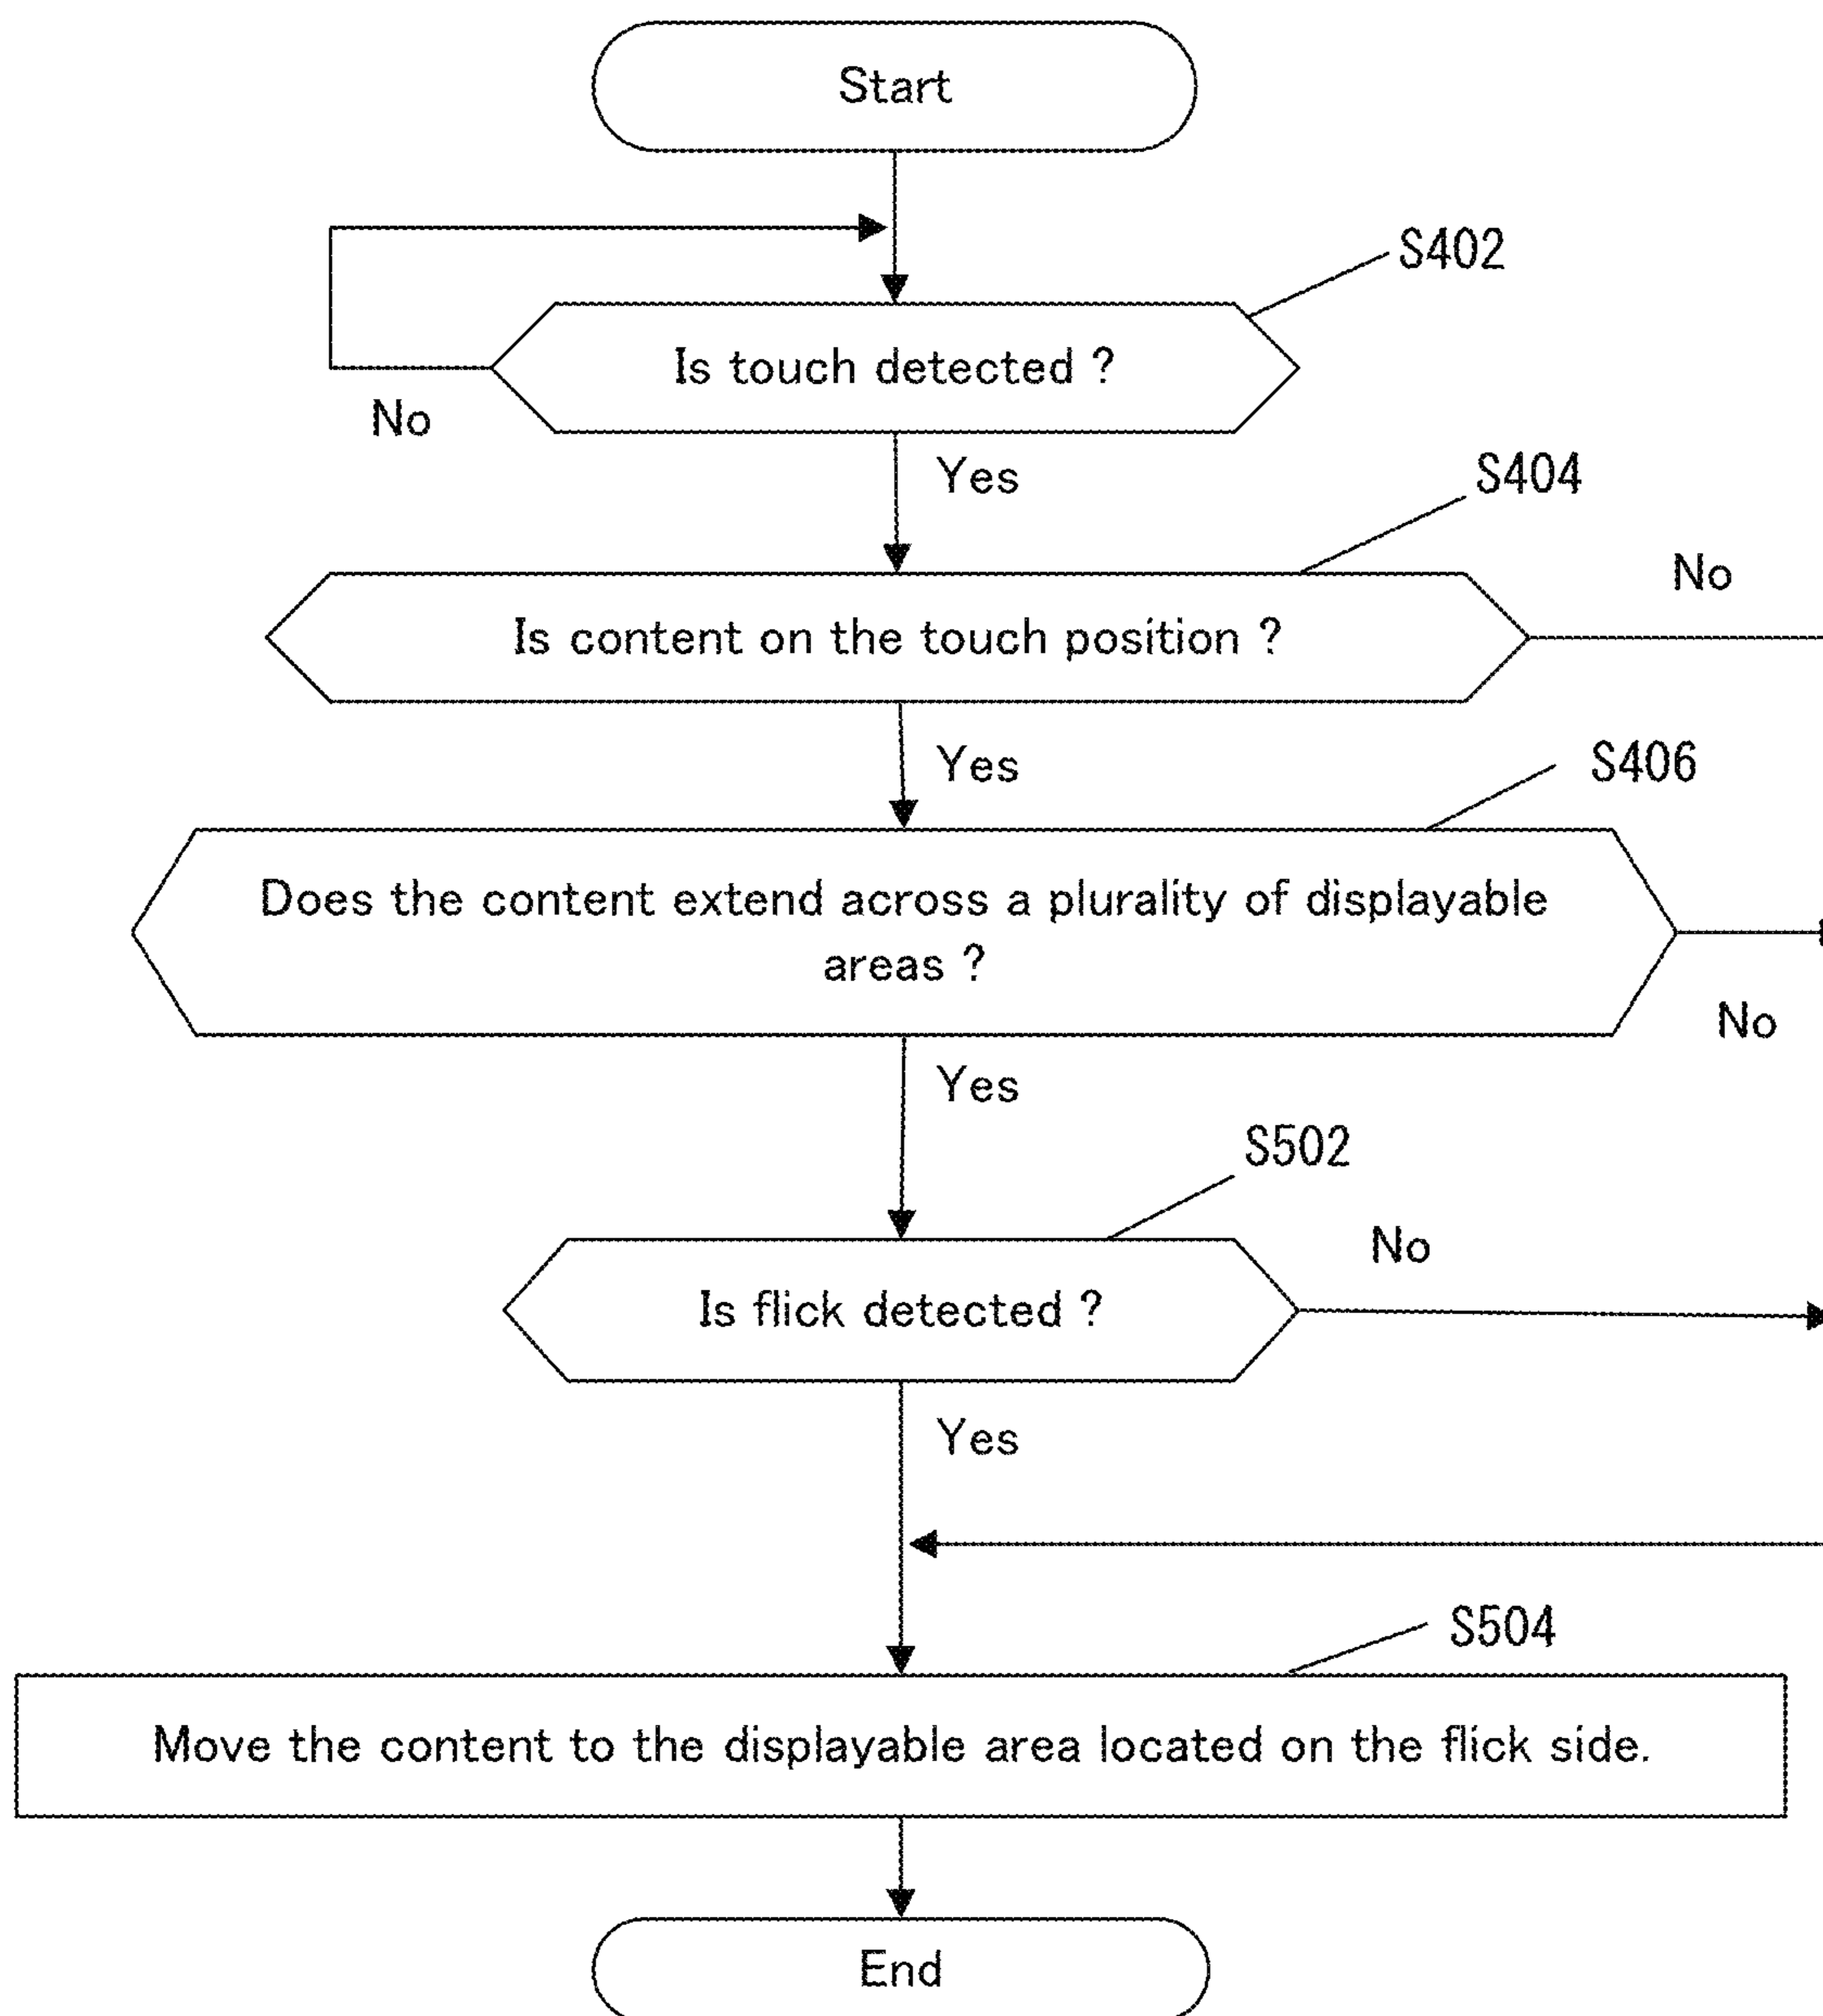 Start
S402
Is touch detected ?
No
Yes
S404
No
Is content on the touch position ?
Yes
S406
Does the content extend across a plurality of displayable
areas ?
No
Yes
S502
No
Is flick detected ?
Yes
S504
Move the content to the displayable area located on the flick side.
End